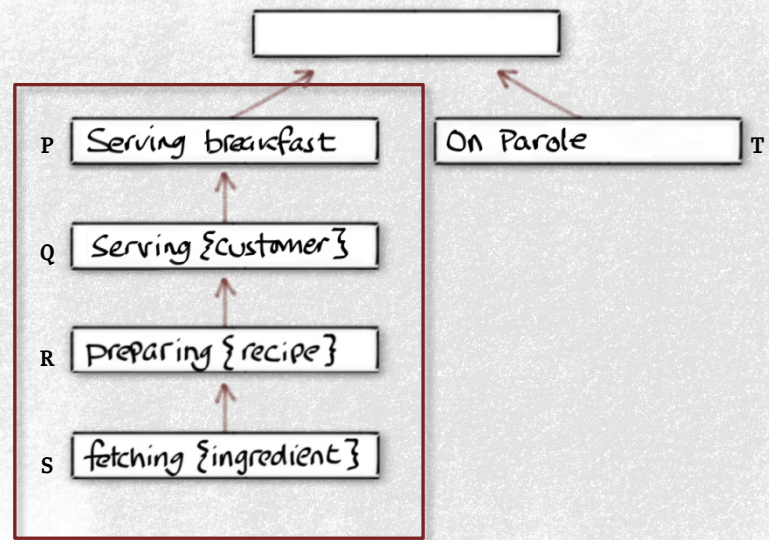 P Serving breakfast
On Parole T
Q Serving {customer}
R preparing {recipe}
S fetching {ingredient}